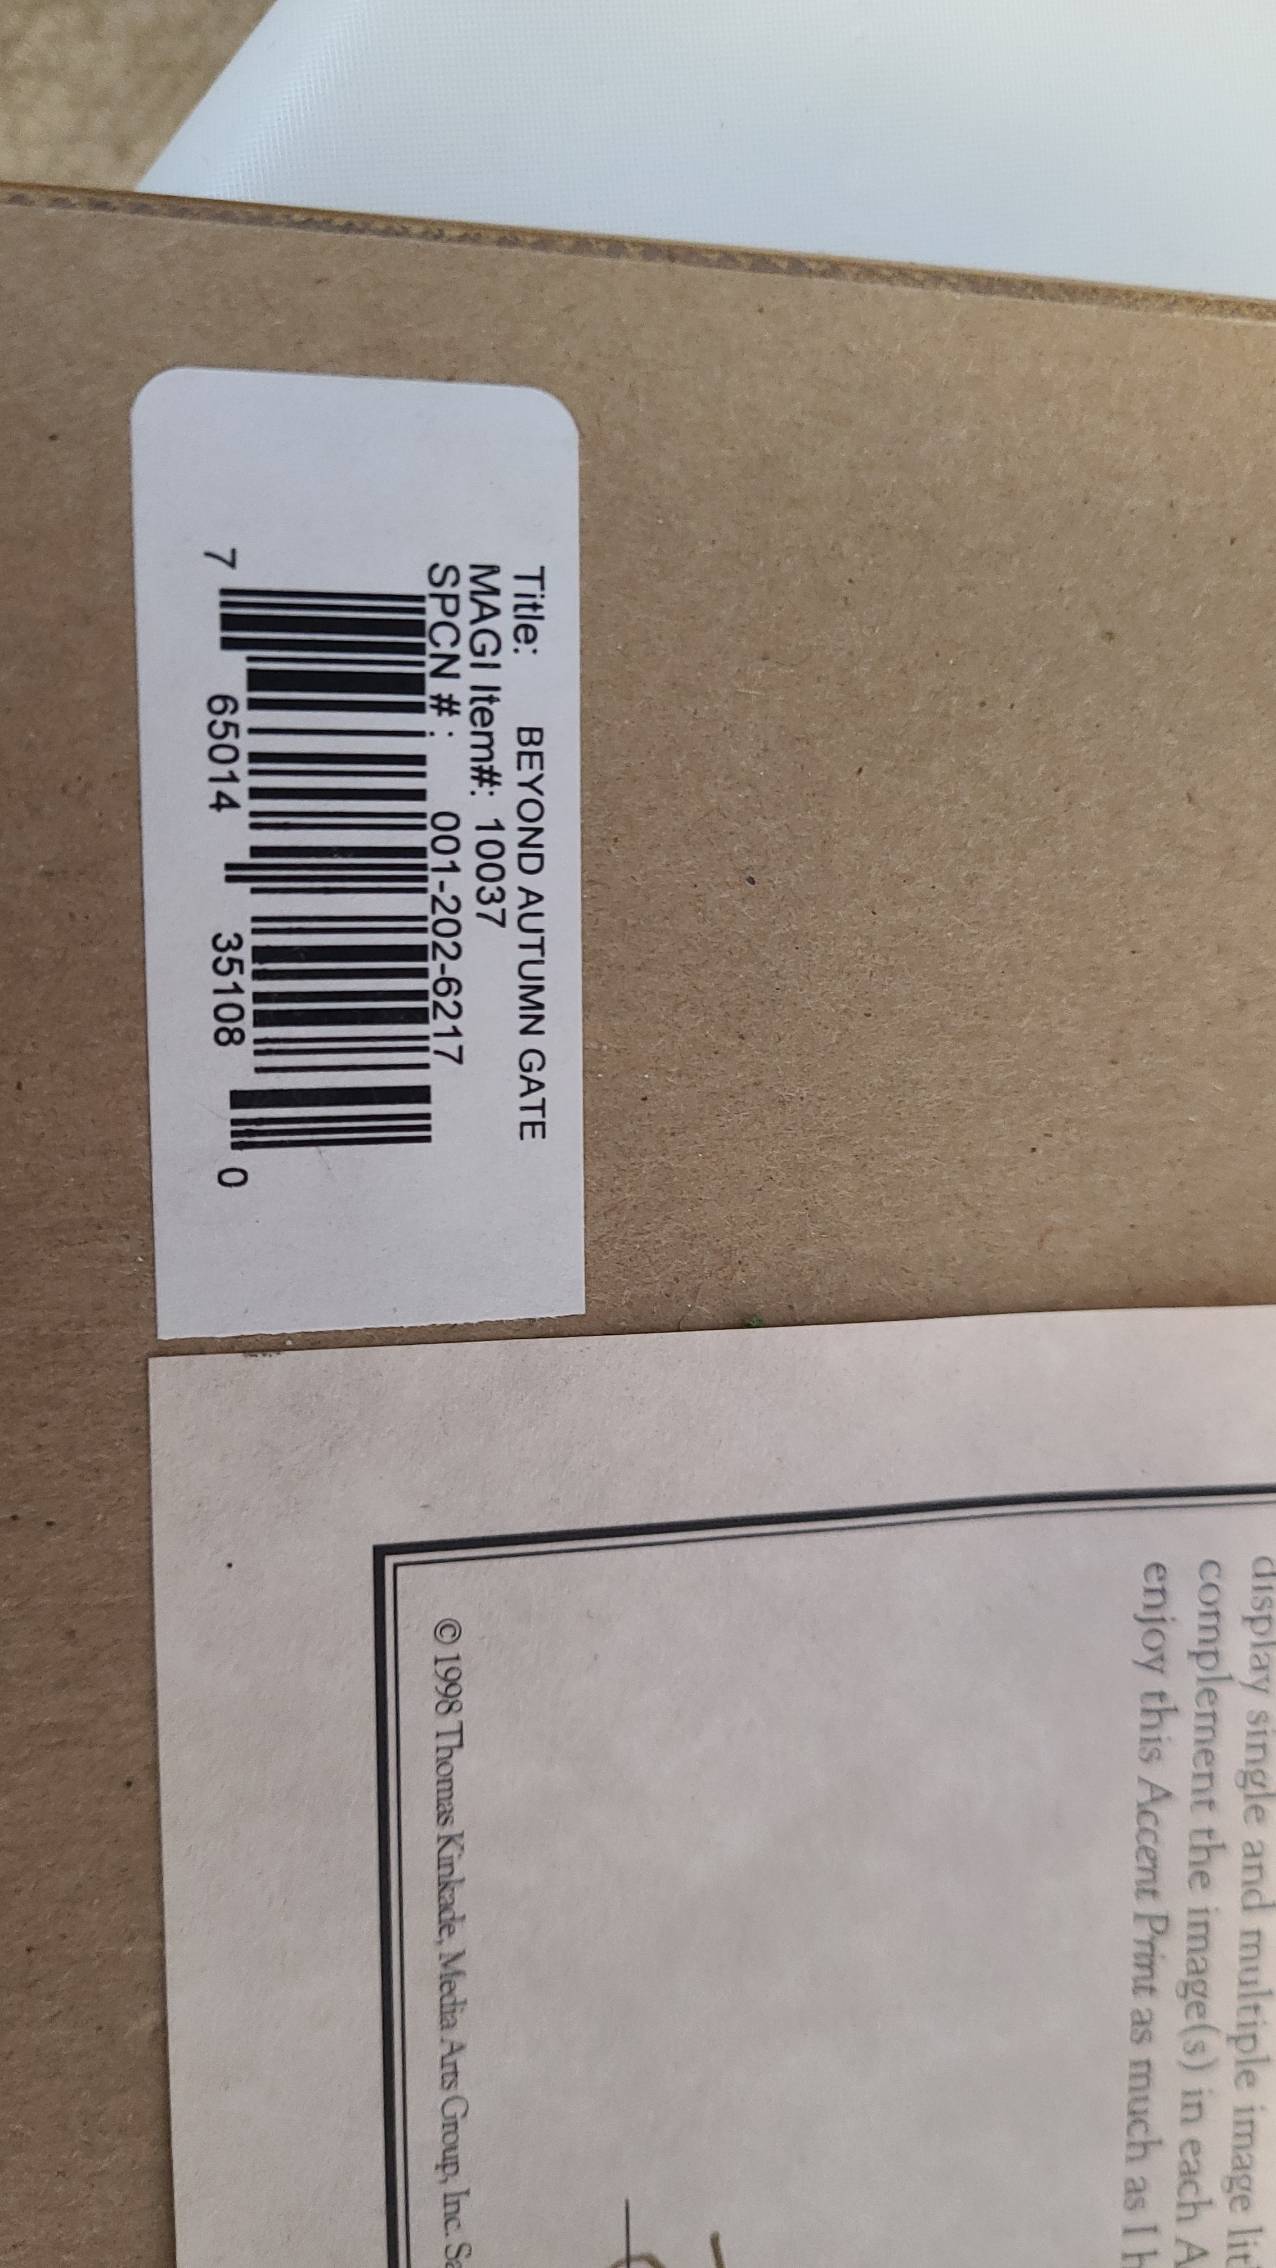 Title: BEYOND AUTUMN GATE
MAGI Item#: 10037
SPCN # : 001-202-6217
7 65014 35108 0
display single and multiple image
complement the image(s) in each
enjoy this Accent Print as much as I
© 1998 Thomas Kinkade, Media Arts Group, Inc.